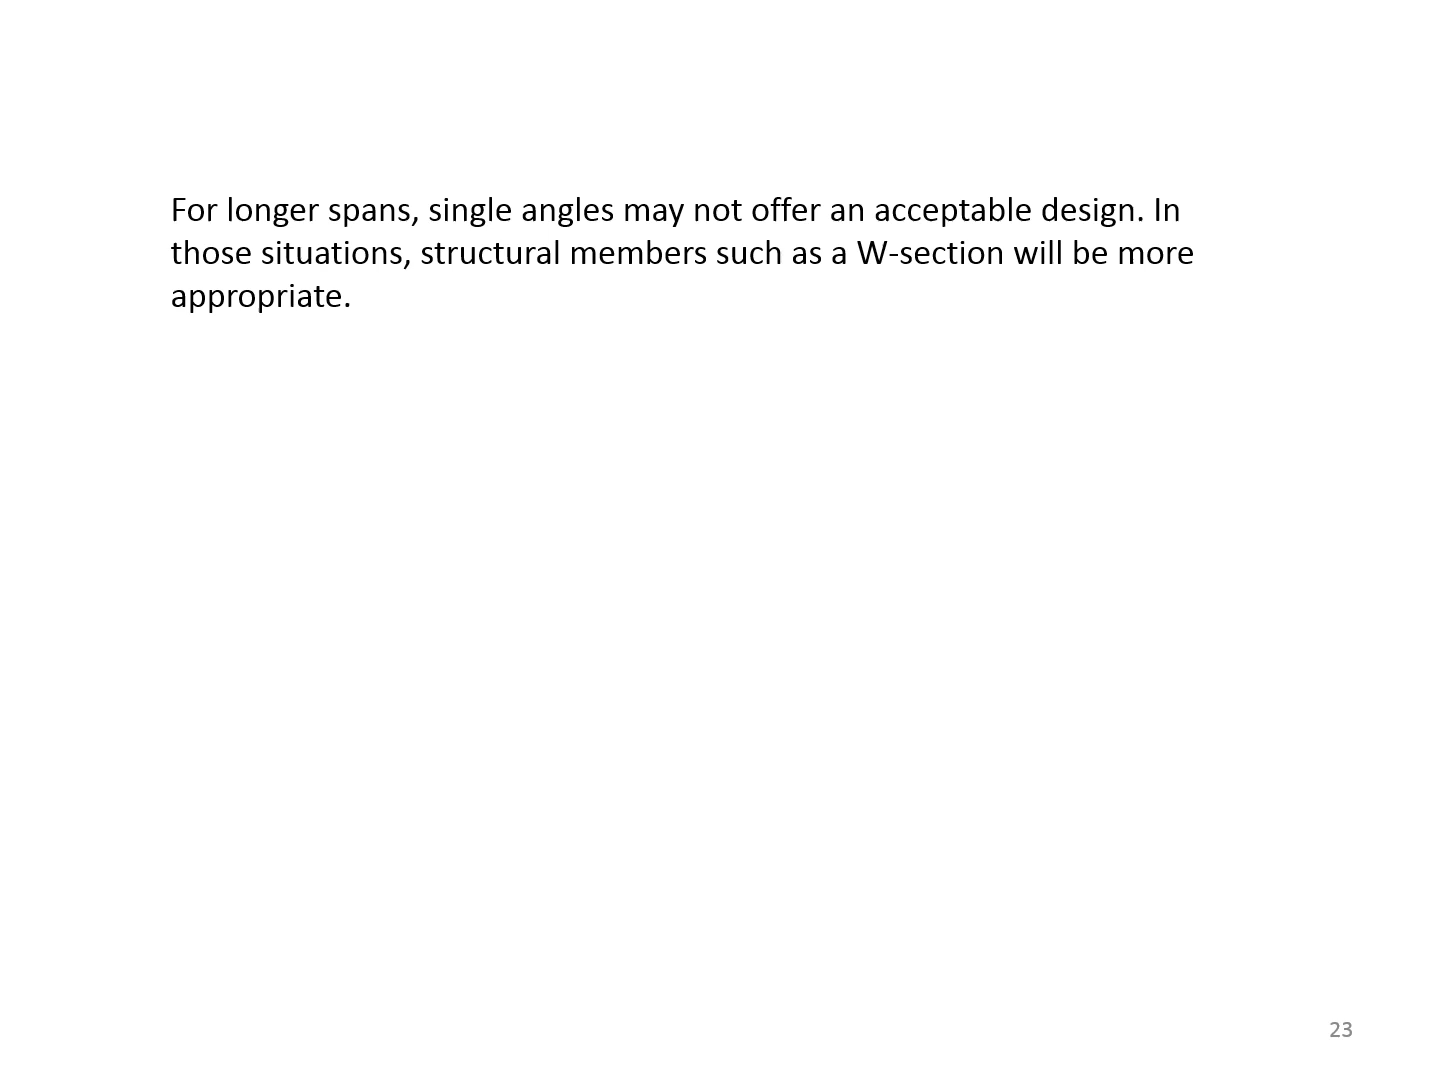 For longer spans, single angles may not offer an acceptable design. In
those situations, structural members such as a W-section will be more
appropriate.
23